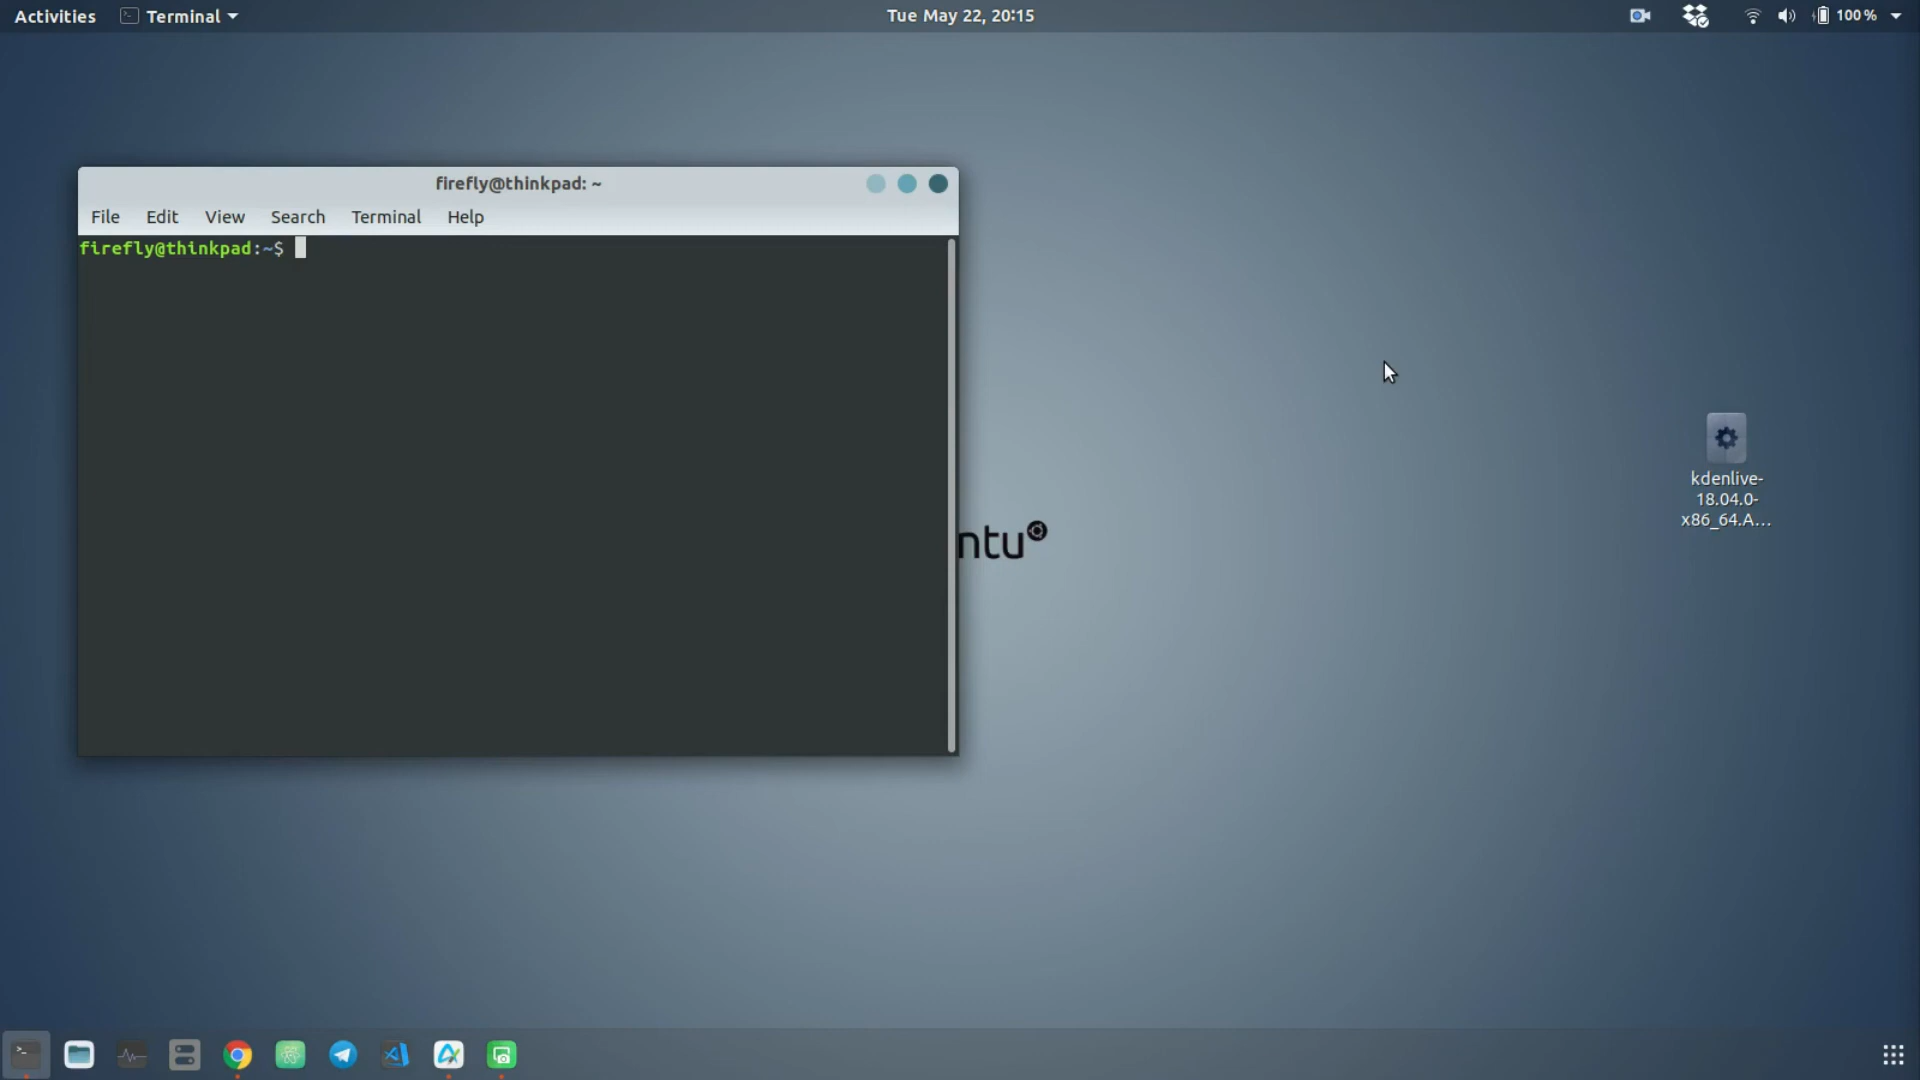 Activities Terminal Tue May 22, 20:15 100 %
firefly@thinkpad: ~
File Edit View Search Terminal Help
firefly@thinkpad:~$
kdenlive-
18.04.0-
x86_64.A...
ntu